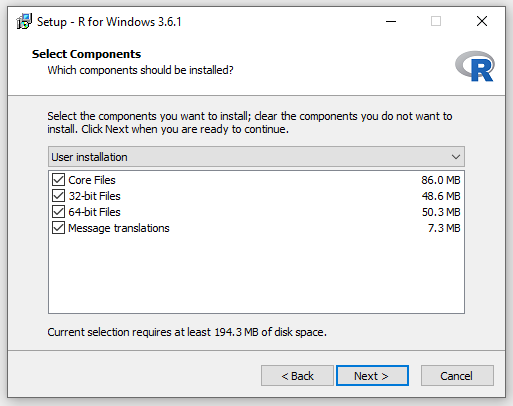 Setup - R for Windows 3.6.1
Select Components
Which components should be installed?
R
Select the components you want to install; clear the components you do not want to
install. Click Next when you are ready to continue.
User installation
Core Files 86.0 MB
32-bit Files 48.6 MB
64-bit Files 50.3 MB
Message translations 7.3 MB
Current selection requires at least 194.3 MB of disk space.
< Back Next > Cancel